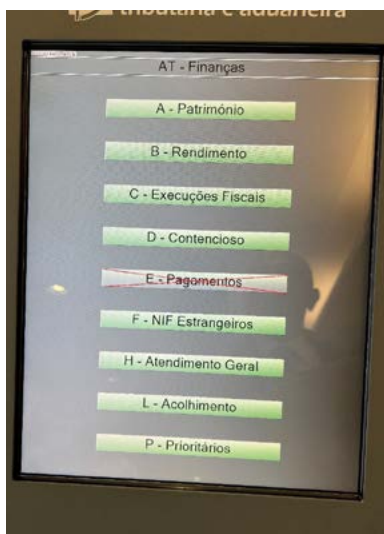 tributária e aduaneira
AT - Finanças
A - Património
B - Rendimento
C - Execuções Fiscais
D - Contencioso
E - Pagamentos
F - NIF Estrangeiros
H - Atendimento Geral
L - Acolhimento
P - Prioritários